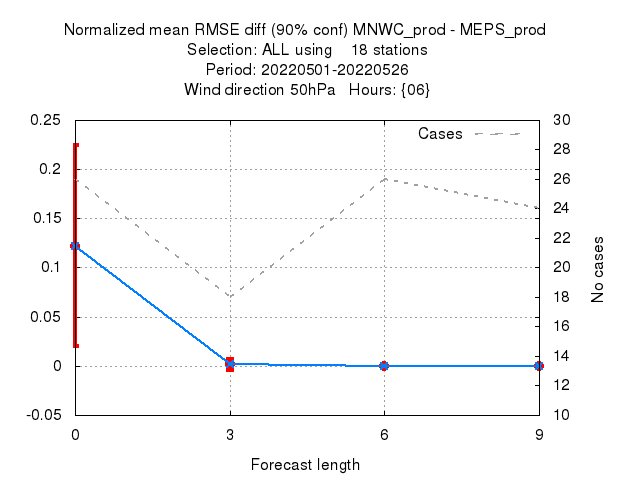 Normalized mean RMSE diff (90% conf) MNWC_prod - MEPS_prod
Selection: ALL using    18 stations
Period: 20220501-20220526
Wind direction 50hPa   Hours: {06}
Cases
0.25
0.2
0.15
0.1
0.05
0
-0.05
30
28
26
24
22
20
18
16
14
12
10
No cases
0 3 6 9
Forecast length